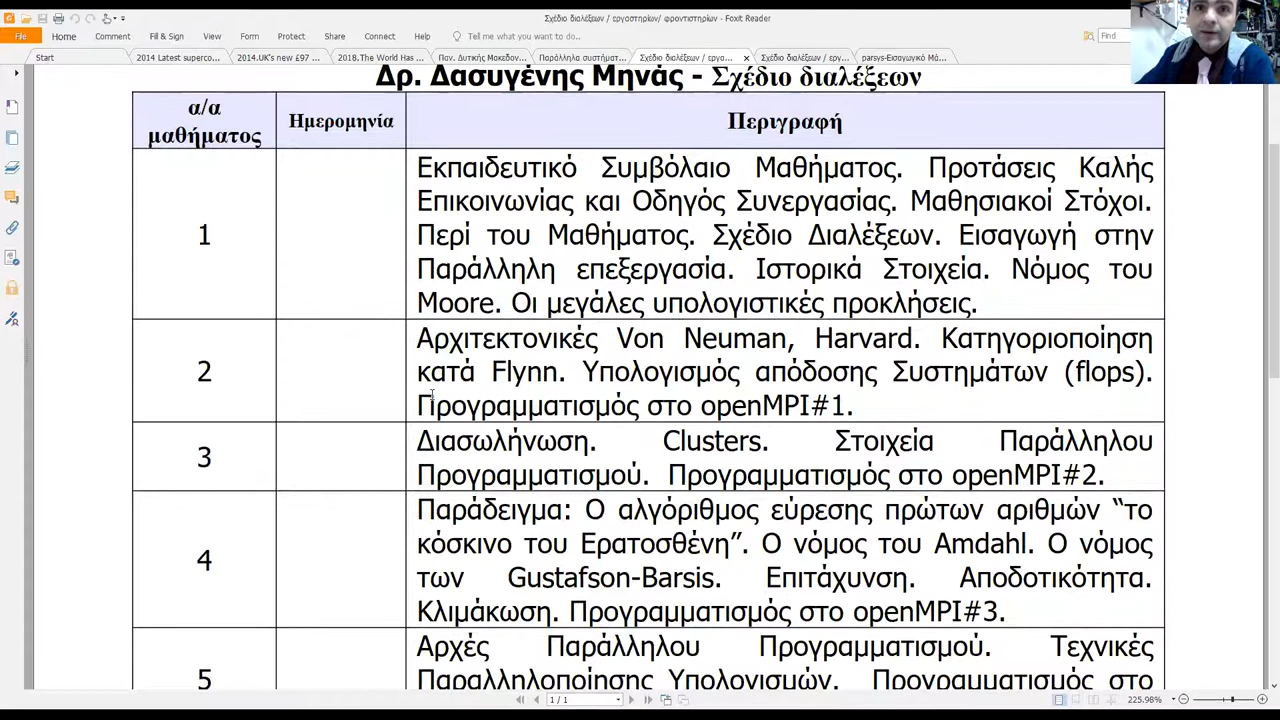 Σχέδιο διαλέξεων / εργαστηρίων/ φροντιστηρίων - Foxit Reader
File Home Comment Fill & Sign View Form Protect Share Connect Help Tell me what you want to do.. Find
Start 2014 Latest superco... 2014.UK's new £97 ... 2018.The World Has ... Παν. Δυτικής Μακεδον... Παράλληλα συστήματ... Σχέδιο διαλέξεων / εργα... Σχέδιο διαλέξεων / εργ... parsys-Εισαγωγικό Μά...
Δρ. Δασυγένης Μηνάς - Σχέδιο διαλέξεων
α/α
μαθήματος
Ημερομηνία
Περιγραφή
1
Εκπαιδευτικό Συμβόλαιο Μαθήματος. Προτάσεις Καλής
Επικοινωνίας και Οδηγός Συνεργασίας. Μαθησιακοί Στόχοι.
Περί του Μαθήματος. Σχέδιο Διαλέξεων. Εισαγωγή στην
Παράλληλη επεξεργασία. Ιστορικά Στοιχεία. Νόμος του
Moore. Οι μεγάλες υπολογιστικές προκλήσεις.
2
Αρχιτεκτονικές Von Neuman, Harvard. Κατηγοριοποίηση
κατά Flynn. Υπολογισμός απόδοσης Συστημάτων (flops).
Προγραμματισμός στο openMPI#1.
3
Διασωλήνωση. Clusters. Στοιχεία Παράλληλου
Προγραμματισμού. Προγραμματισμός στο openMPI#2.
4
Παράδειγμα: Ο αλγόριθμος εύρεσης πρώτων αριθμών “το
κόσκινο του Ερατοσθένη”. Ο νόμος του Amdahl. Ο νόμος
των Gustafson-Barsis. Επιτάχυνση. Αποδοτικότητα.
Κλιμάκωση. Προγραμματισμός στο openMPI#3.
5
Αρχές Παράλληλου Προγραμματισμού. Τεχνικές
Παραλληλοποίησης Υπολογισμών. Προγραμματισμός στο
1 / 1
225.98%